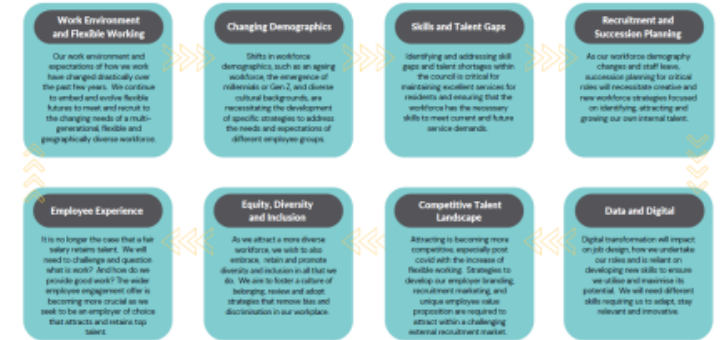 Work Environment
and Flexible Working
Our work environment and
expectations of how we work
have changed drastically over
the past few years. We continue
to embed and evolve flexible
futures to meet and recruit to
the changing needs of a multi-
generational, flexible and
geographically diverse workforce.
Changing Demographics
Shifts in workforce
demographics, such as an ageing
workforce, the emergence of
millennials or Gen Z, and diverse
cultural backgrounds, are
necessitating the development
of specific strategies to address
the needs and expectations of
different employee groups.
Skills and Talent Gaps
Identifying and addressing skill
gaps and talent shortages within
the council is critical for
maintaining excellent services for
residents and ensuring that the
workforce has the necessary
skills to meet current and future
service demands.
Recruitment and
Succession Planning
As our workforce demography
changes and staff leave,
succession planning for critical
roles will necessitate creative and
new workforce strategies focused
on identifying, attracting and
growing our own internal talent.
Employee Experience
It is no longer the case that a fair
salary retains talent. We will
need to challenge and question
what is work? And how do we
provide good work? The wider
employee engagement offer is
becoming more crucial as we
seek to be an employer of choice
that attracts and retains top
talent.
Equity, Diversity
and Inclusion
As we attract a more diverse
workforce, we wish to also
embrace, retain and promote
diversity and inclusion in all that we
do. We aim to foster a culture of
belonging, review and adopt
strategies that remove bias and
discrimination in our workplace.
Competitive Talent
Landscape
Attracting is becoming more
competitive, especially post
covid with the increase of
flexible working. Strategies to
develop our employer branding,
recruitment marketing, and
unique employee value
proposition are required to
attract within a challenging
external recruitment market.
Data and Digital
Digital transformation will impact
on job design, how we undertake
our roles and is reliant on
developing new skills to ensure
we utilise and maximise its
potential. We will need different
skills requiring us to adapt, stay
relevant and innovative.